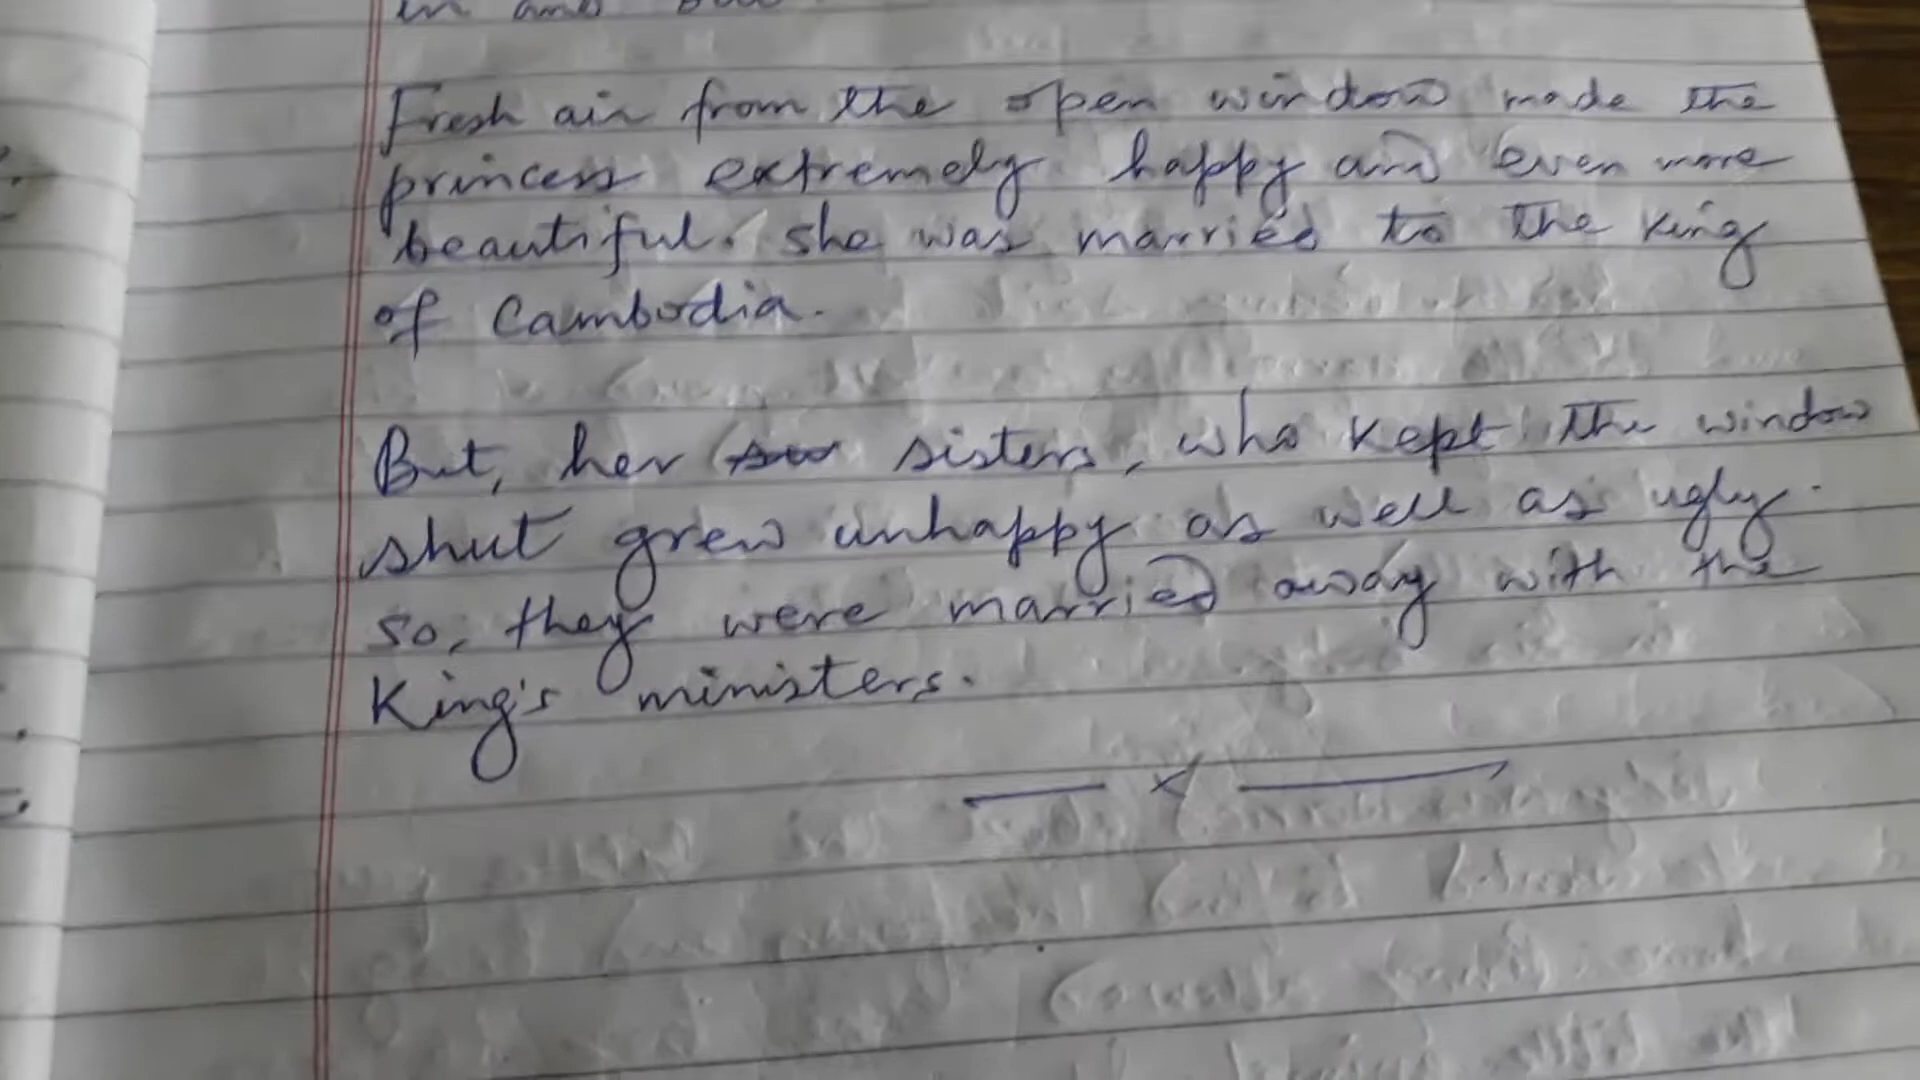 in and
Fresh air from the open window made the
princess extremely happy and even more
beautiful. She was married to the King
of Cambodia.
But, her sisters, who kept the window
shut grew unhappy as well as ugly.
so, they were married away with the
King's ministers.